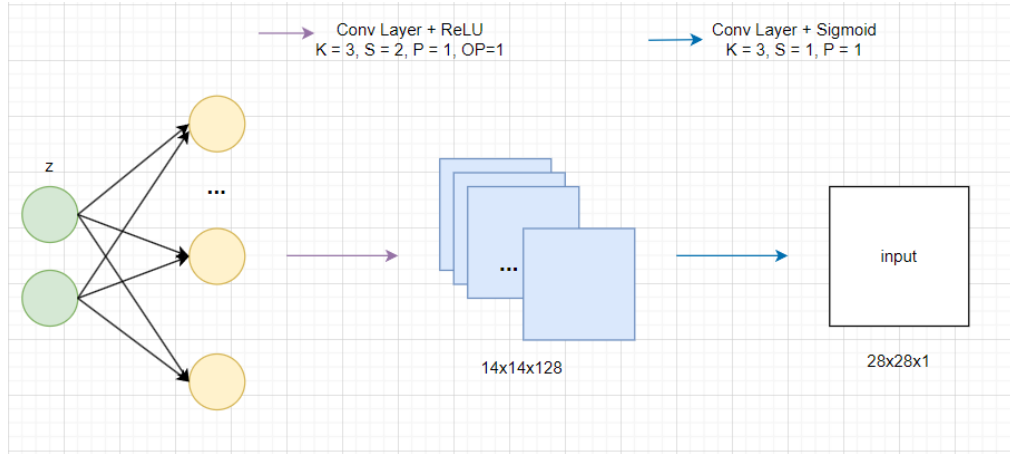 Conv Layer + ReLU
K = 3, S = 2, P = 1, OP=1
Conv Layer + Sigmoid
K = 3, S = 1, P = 1
z
...
...
input
14x14x128
28x28x1